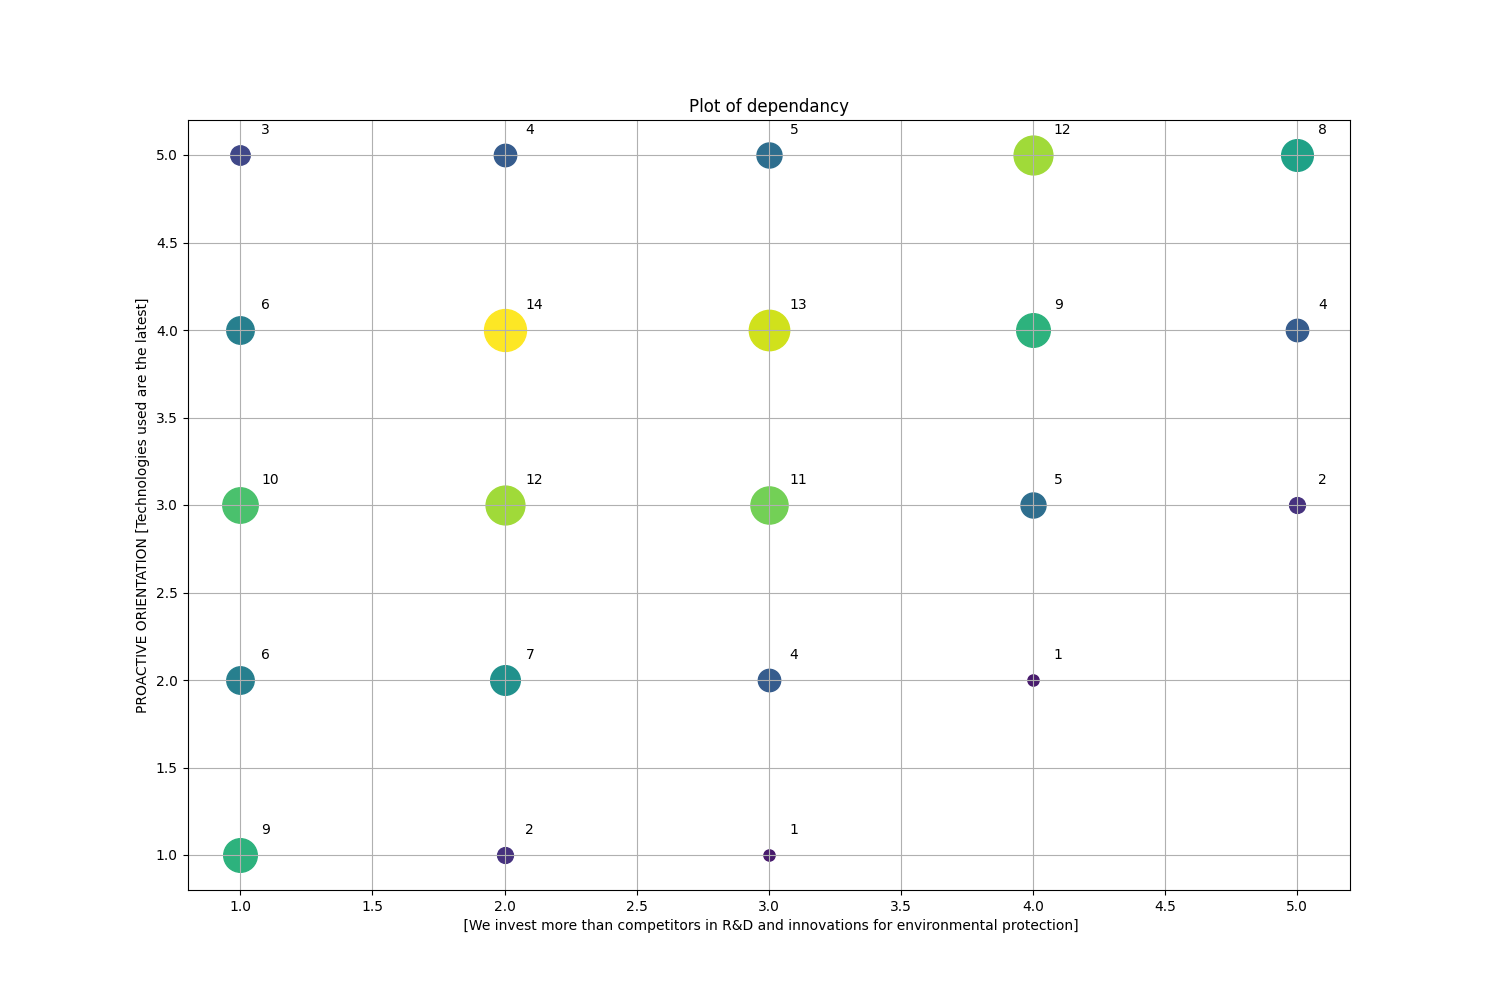 Plot of dependancy
3 4 5 12 8
5.0
4.5
6 14 13 9 4
4.0
3.5
10 12 11 5 2
3.0
2.5
6 7 4 1
2.0
1.5
9 2 1
1.0
PROACTIVE ORIENTATION [Technologies used are the latest]
1.0 1.5 2.0 2.5 3.0 3.5 4.0 4.5 5.0
[We invest more than competitors in R&D and innovations for environmental protection]